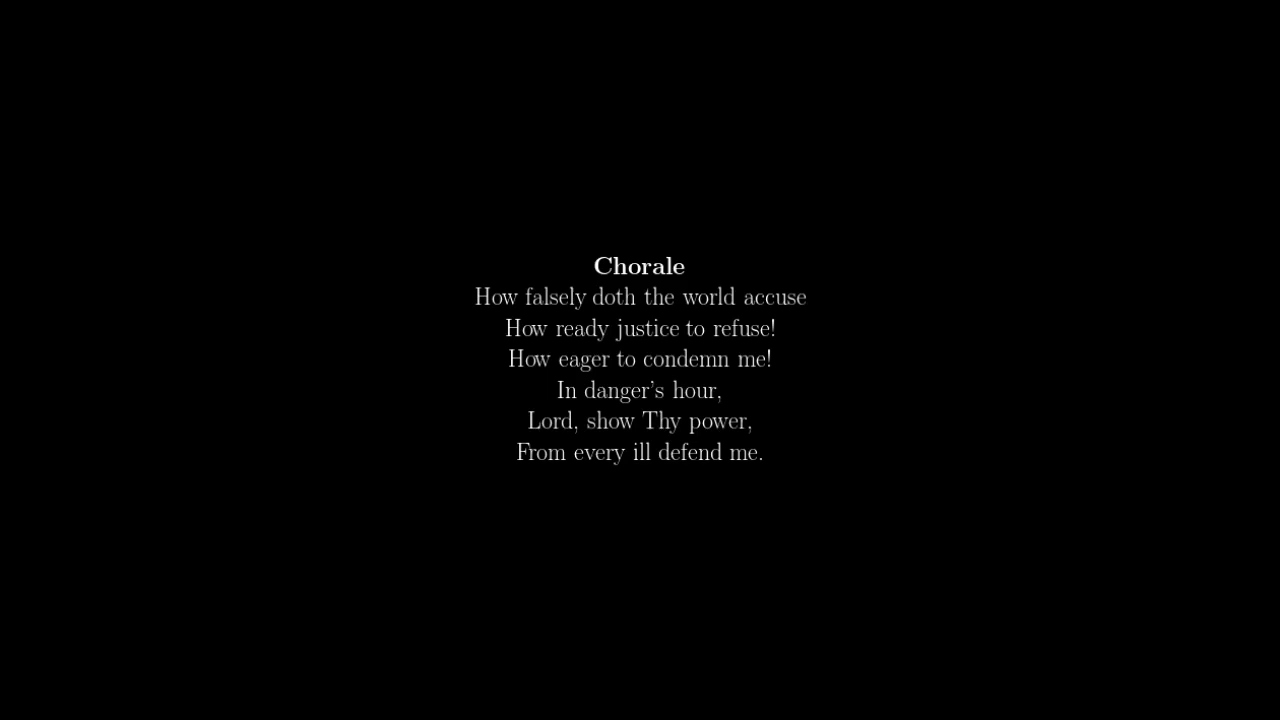 Chorale
How falsely doth the world accuse
How ready justice to refuse!
How eager to condemn me!
In danger's hour,
Lord, show Thy power,
From every ill defend me.